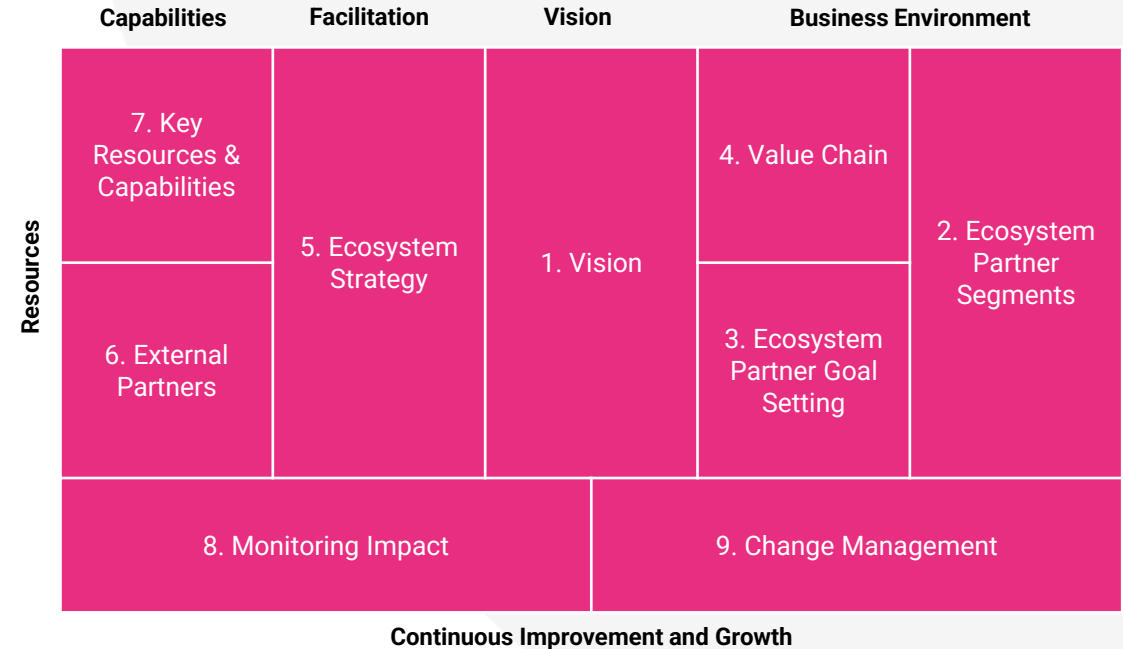 Capabilities
Facilitation
Vision
Business Environment
Resources
7. Key
Resources &
Capabilities
6. External
Partners
5. Ecosystem
Strategy
1. Vision
4. Value Chain
3. Ecosystem
Partner Goal
Setting
2. Ecosystem
Partner
Segments
8. Monitoring Impact
9. Change Management
Continuous Improvement and Growth